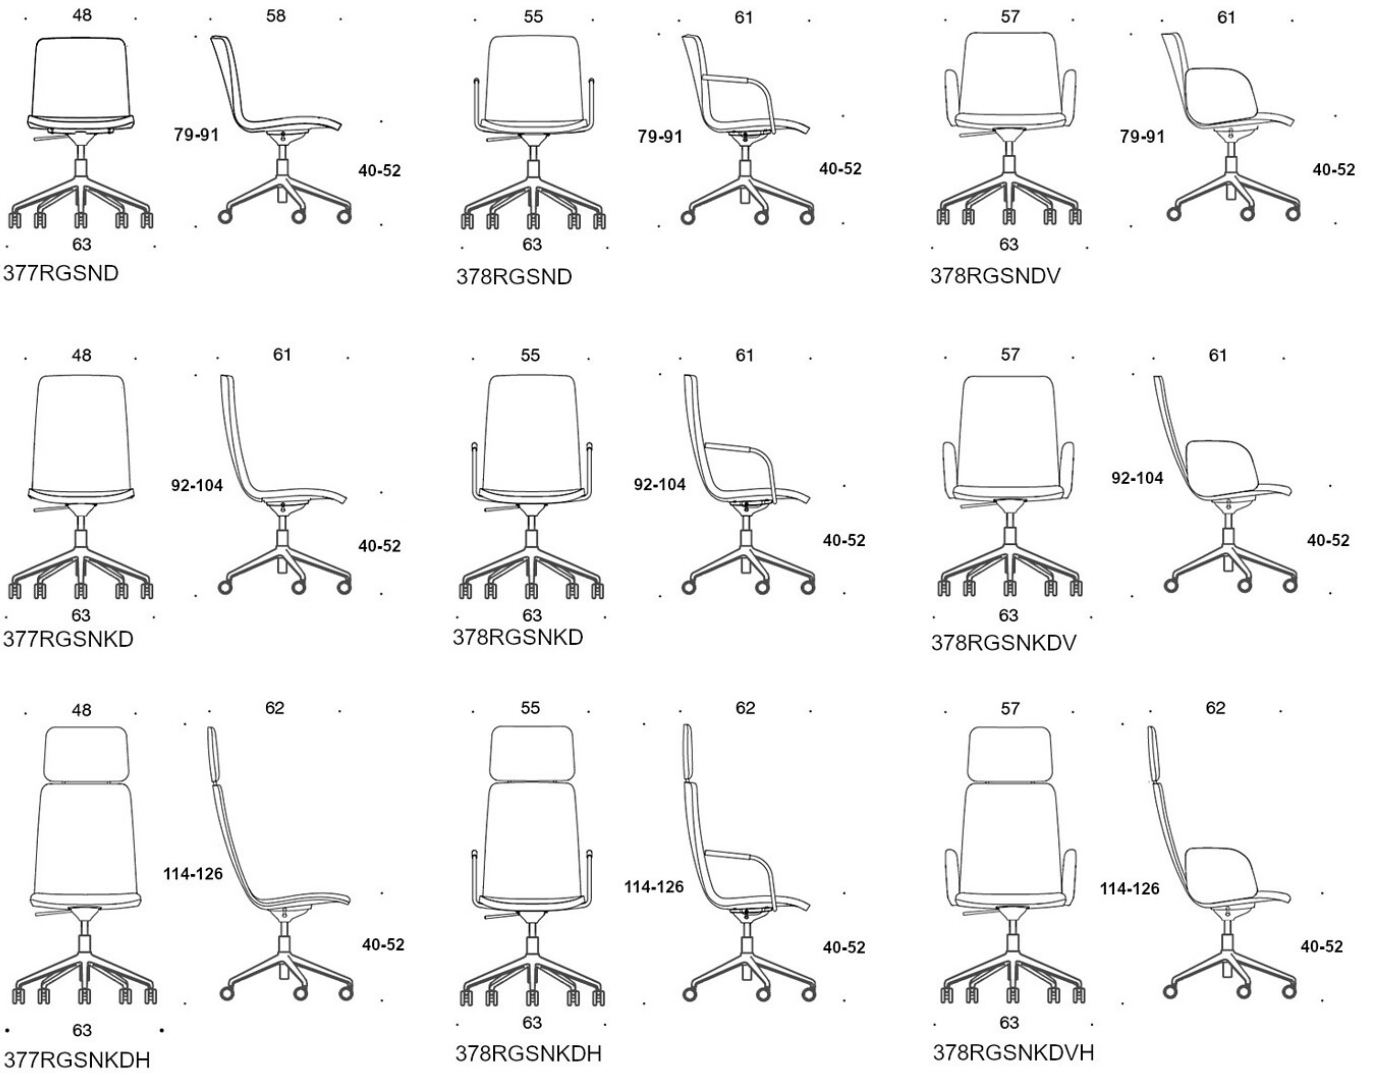 48 58 55 61 57 61
79-91 40-52 79-91 40-52 79-91 40-52
63 63 63
377RGSND 378RGSND 378RGSNDV
48 61 55 61 57 61
92-104 40-52 92-104 40-52 92-104 40-52
63 63 63
377RGSNKD 378RGSNKD 378RGSNKDV
48 62 55 62 57 62
114-126 40-52 114-126 40-52 114-126 40-52
63 63 63
377RGSNKDH 378RGSNKDH 378RGSNKDVH